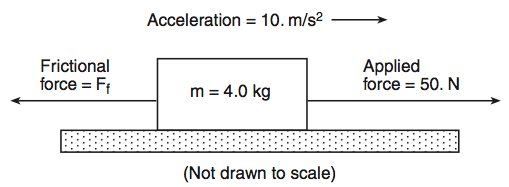 Acceleration = 10. m/s²
Frictional
force = Ff
m = 4.0 kg
Applied
force = 50. N
(Not drawn to scale)